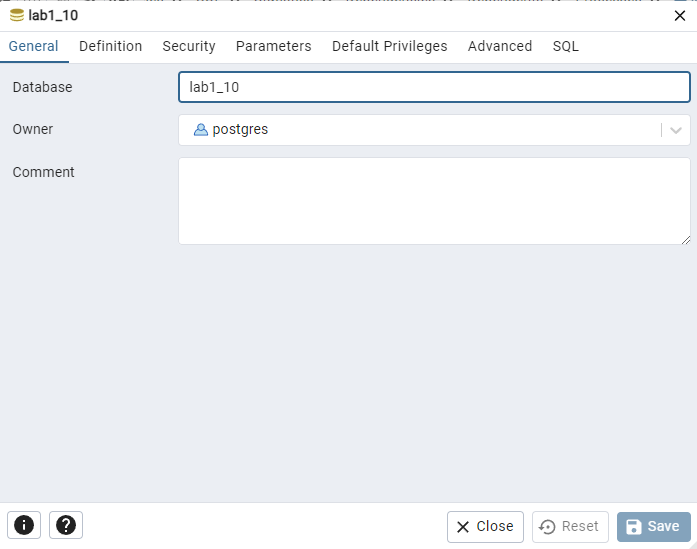 lab1_10
General Definition Security Parameters Default Privileges Advanced SQL
Database lab1_10
Owner postgres
Comment
Close Reset Save